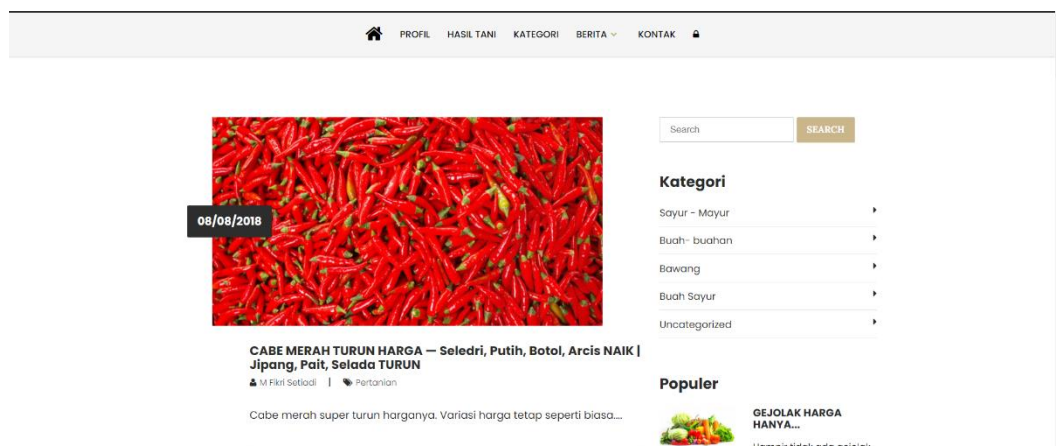 PROFIL HASIL TANI KATEGORI BERITA KONTAK
Search SEARCH
08/08/2018
CABE MERAH TURUN HARGA — Seledri, Putih, Botol, Arcis NAIK |
Jipang, Pait, Selada TURUN
M Fikri Setiadi | Pertanian
Cabe merah super turun harganya. Variasi harga tetap seperti biasa....
Kategori
Sayur - Mayur
Buah- buahan
Bawang
Buah Sayur
Uncategorized
Populer
GEJOLAK HARGA
HANYA...